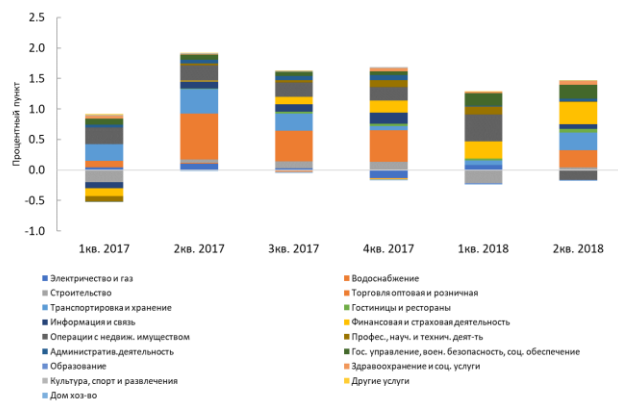 2.5
2.0
1.5
1.0
0.5
0.0
-0.5
-1.0
Процентный пункт
1кв. 2017 2кв. 2017 3кв. 2017 4кв. 2017 1кв. 2018 2кв. 2018
Электричество и газ Водоснабжение
Строительство Торговля оптовая и розничная
Транспортировка и хранение Гостиницы и рестораны
Информация и связь Финансовая и страховая деятельность
Операции с недвиж. имуществом Професс, науч. и технич. деят-ть
Административ.деятельность Гос. управление, воен. безопасность, соц. обеспечение
Образование Здравоохранение и соц. услуги
Культура, спорт и развлечения Другие услуги
Дом хоз-во